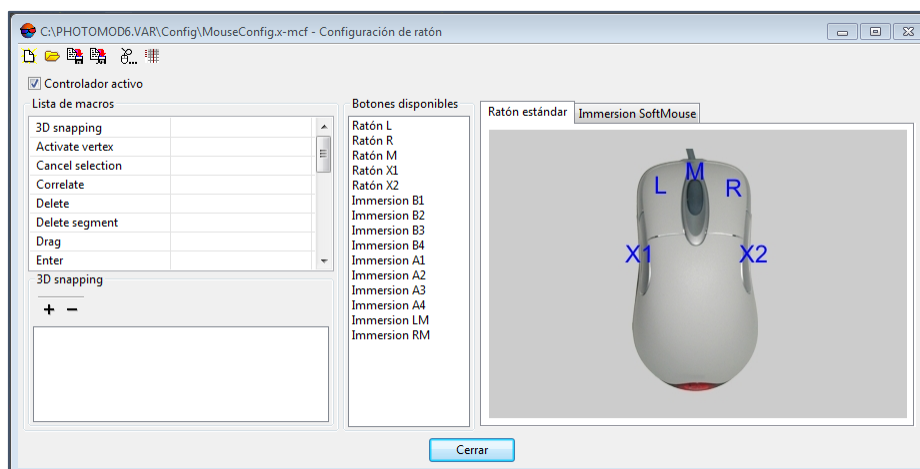 C:\PHOTOMOD6.VAR\Config\MouseConfig.x-mcf - Configuración de ratón
Controlador activo
Lista de macros
3D snapping
Activate vertex
Cancel selection
Correlate
Delete
Delete segment
Drag
Enter
3D snapping
+ −
Botones disponibles
Ratón L
Ratón R
Ratón M
Ratón X1
Ratón X2
Immersion B1
Immersion B2
Immersion B3
Immersion B4
Immersion A1
Immersion A2
Immersion A3
Immersion A4
Immersion LM
Immersion RM
Ratón estándar
Immersion SoftMouse
L M R
X1 X2
Cerrar